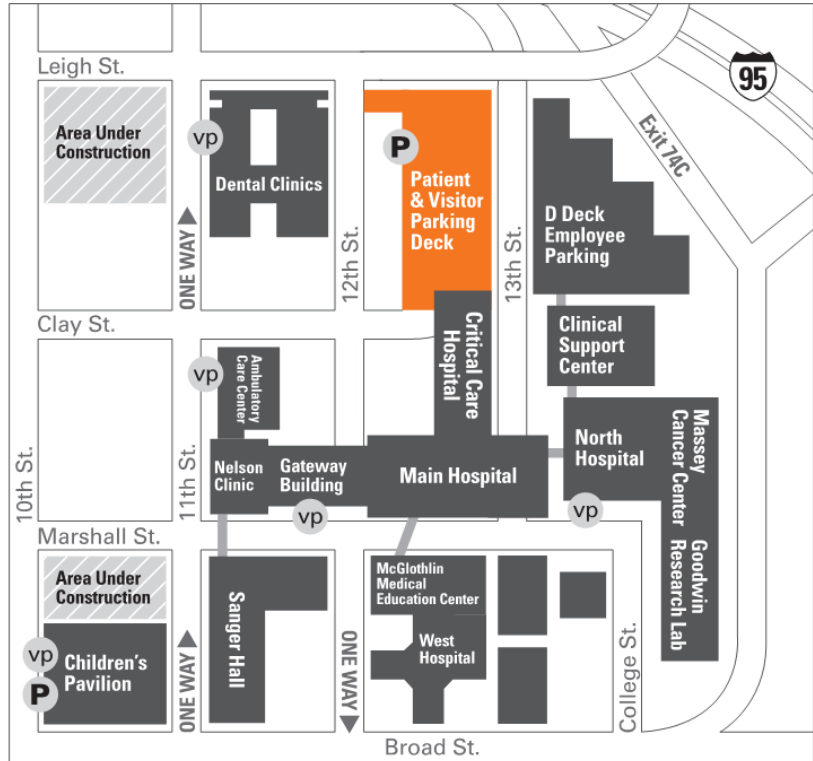 Leigh St.
95
Exit 74C
Area Under
Construction
vp
Dental Clinics
P
Patient
& Visitor
Parking
Deck
D Deck
Employee
Parking
ONE WAY
12th St.
13th St.
Clay St.
vp
Ambulatory
Care Center
Critical Care
Hospital
Clinical
Support
Center
10th St.
11th St.
Nelson
Clinic
Gateway
Building
Main Hospital
North
Hospital
Massey
Cancer Center
Goodwin
Research Lab
vp
vp
Marshall St.
Area Under
Construction
Sanger Hall
McGlothlin
Medical
Education Center
West
Hospital
vp
P
Children's
Pavilion
ONE WAY
ONE WAY
College St.
Broad St.